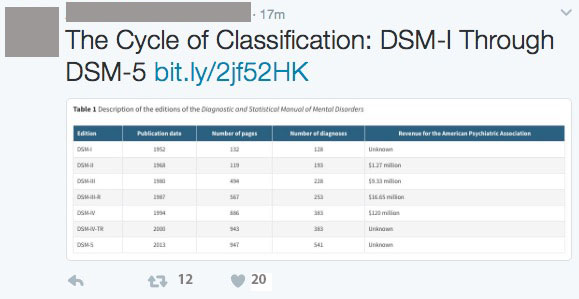 · 17m
The Cycle of Classification: DSM-I Through
DSM-5 bit.ly/2jf52HK
Table 1 Description of the editions of the Diagnostic and Statistical Manual of Mental Disorders
Edition Publication date Number of pages Number of diagnoses Revenue for the American Psychiatric Association
DSM-I 1952 132 128 Unknown
DSM-II 1968 119 193 $1.27 million
DSM-III 1980 494 228 $9.33 million
DSM-III-R 1987 567 253 $16.65 million
DSM-IV 1994 886 383 $120 million
DSM-IV-TR 2000 943 383 Unknown
DSM-5 2013 947 541 Unknown
12 20